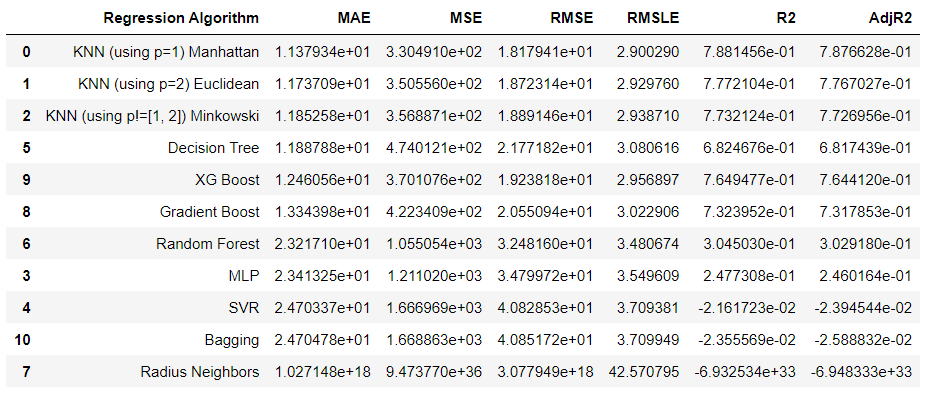 Regression Algorithm MAE MSE RMSE RMSLE R2 AdjR2
0 KNN (using p=1) Manhattan 1.137934e+01 3.304910e+02 1.817941e+01 2.900290 7.881456e-01 7.876628e-01
1 KNN (using p=2) Euclidean 1.173709e+01 3.505560e+02 1.872314e+01 2.929760 7.772104e-01 7.767027e-01
2 KNN (using p!=[1, 2]) Minkowski 1.185258e+01 3.568871e+02 1.889146e+01 2.938710 7.732124e-01 7.726956e-01
5 Decision Tree 1.188788e+01 4.740121e+02 2.177182e+01 3.080616 6.824676e-01 6.817439e-01
9 XG Boost 1.246056e+01 3.701076e+02 1.923818e+01 2.956897 7.649477e-01 7.644120e-01
8 Gradient Boost 1.334398e+01 4.223409e+02 2.055094e+01 3.022906 7.323952e-01 7.317853e-01
6 Random Forest 2.321710e+01 1.055054e+03 3.248160e+01 3.480674 3.045030e-01 3.029180e-01
3 MLP 2.341325e+01 1.211020e+03 3.479972e+01 3.549609 2.477308e-01 2.460164e-01
4 SVR 2.470337e+01 1.666969e+03 4.082853e+01 3.709381 -2.161723e-02 -2.394544e-02
10 Bagging 2.470478e+01 1.668863e+03 4.085172e+01 3.709949 -2.355569e-02 -2.588832e-02
7 Radius Neighbors 1.027148e+18 9.473770e+36 3.077949e+18 42.570795 -6.932534e+33 -6.948333e+33